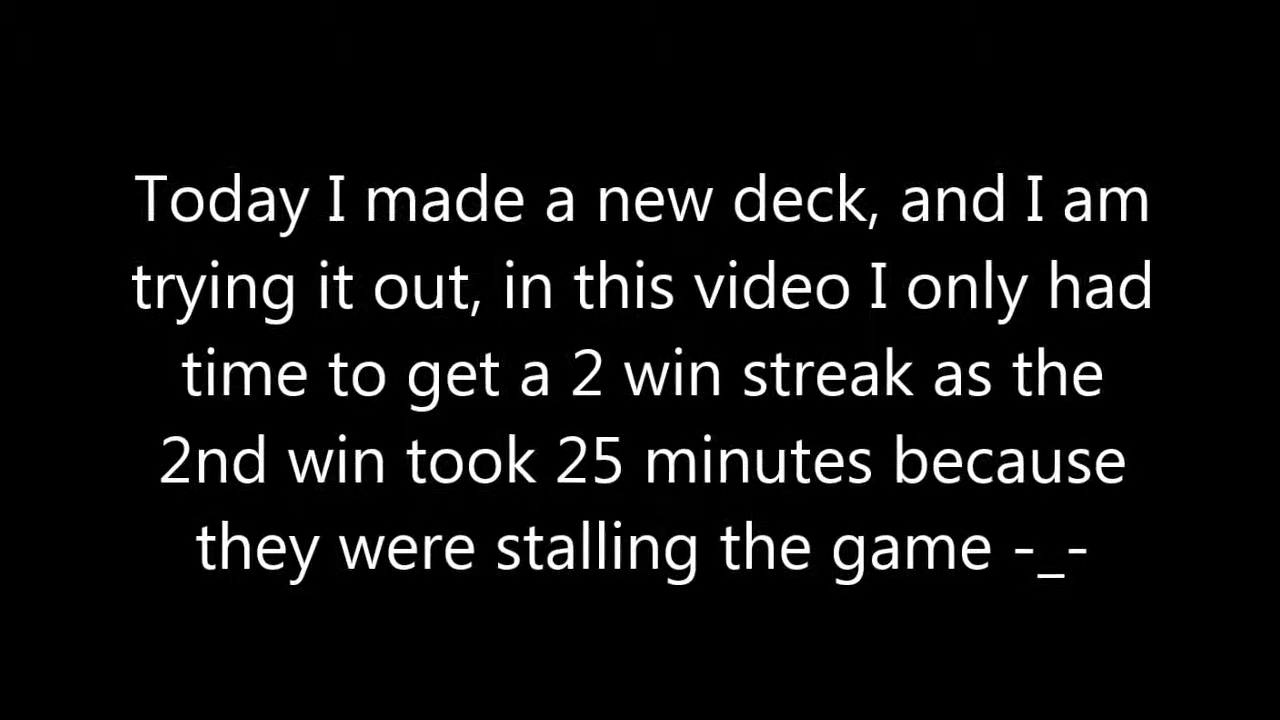 Today I made a new deck, and I am
trying it out, in this video I only had
time to get a 2 win streak as the
2nd win took 25 minutes because
they were stalling the game -_-